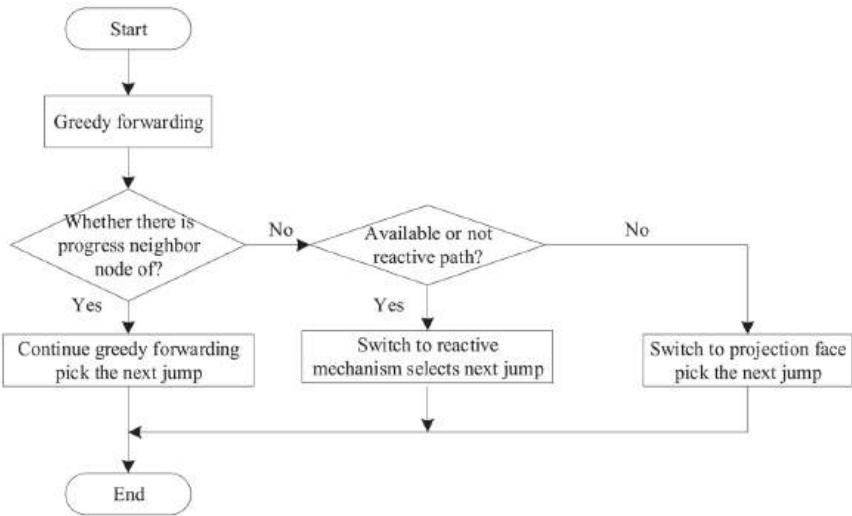 Start
Greedy forwarding
Whether there is
progress neighbor
node of?
No
Available or not
reactive path?
No
Yes
Yes
Continue greedy forwarding
pick the next jump
Switch to reactive
mechanism selects next jump
Switch to projection face
pick the next jump
End